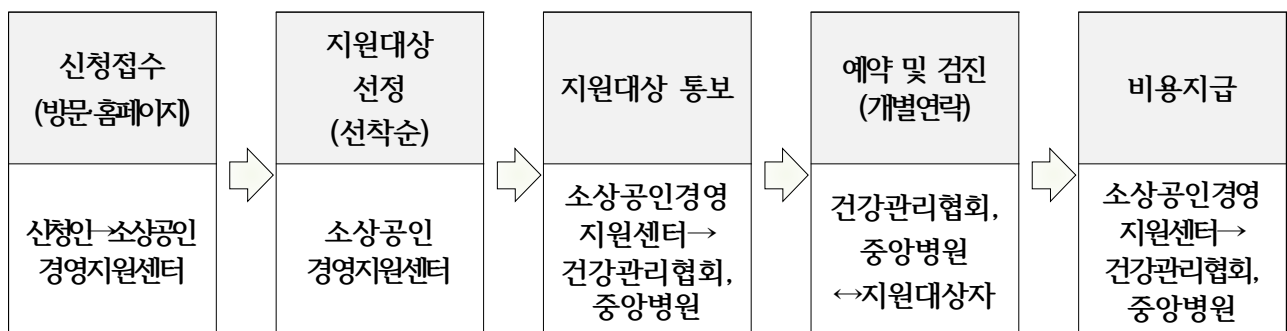 신청접수
(방문·홈페이지)
신청인→소상공인
경영지원센터
지원대상
선정
(선착순)
소상공인
경영지원센터
지원대상 통보
소상공인경영
지원센터→
건강관리협회,
중앙병원
예약 및 검진
(개별연락)
건강관리협회,
중앙병원
↔지원대상자
비용지급
소상공인경영
지원센터→
건강관리협회,
중앙병원